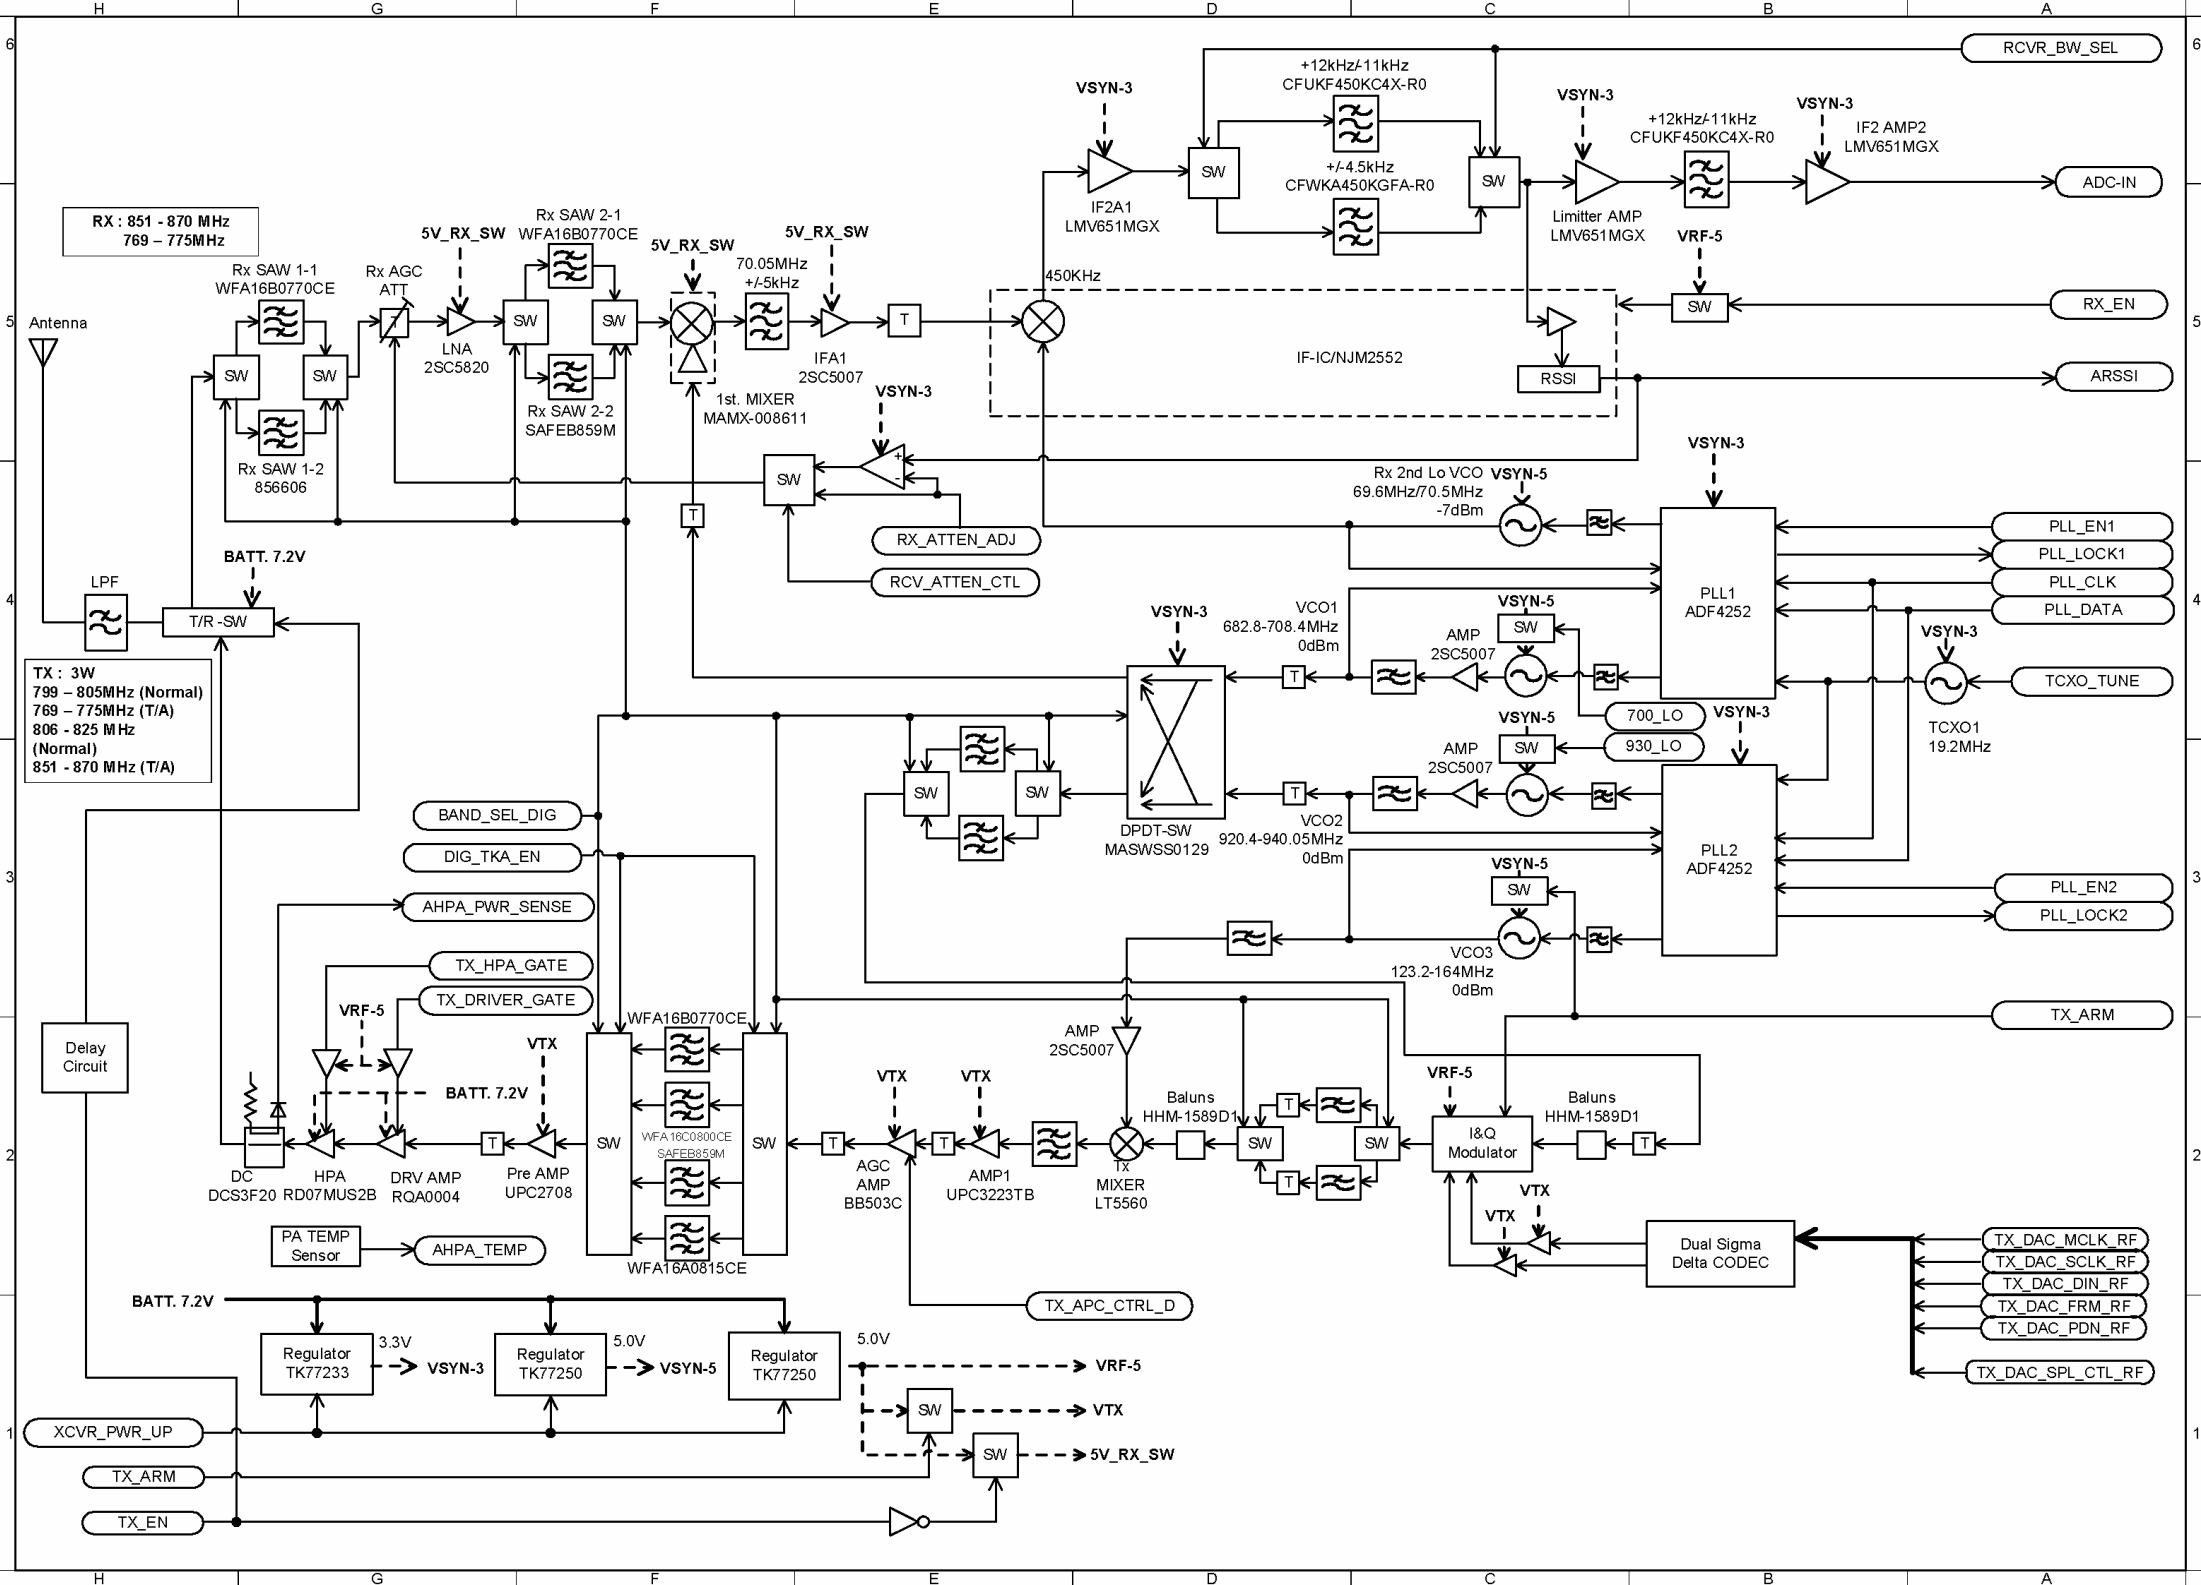 H G F E D C B A
6
6
RCVR_BW_SEL
+12kHz/-11kHz
CFUKF450KC4X-R0
VSYN-3
VSYN-3
VSYN-3
+12kHz/-11kHz
CFUKF450KC4X-R0
IF2 AMP2
LMV651MGX
SW
+/-4.5kHz
CFWKA450KGFA-R0
SW
ADC-IN
IF2A1
LMV651MGX
Limitter AMP
LMV651MGX
RX : 851 - 870 MHz
769 – 775MHz
Rx SAW 2-1
WFA16B0770CE
5V_RX_SW
5V_RX_SW
5V_RX_SW
VRF-5
Rx SAW 1-1
WFA16B0770CE
Rx AGC
ATT
70.05MHz
+/-5kHz
450KHz
SW
RX_EN
5
5
Antenna
T
SW
SW
T
LNA
2SC5820
IFA1
2SC5007
IF-IC/NJM2552
SW
SW
RSSI
ARSSI
Rx SAW 2-2
SAFEB859M
1st. MIXER
MAMX-008611
VSYN-3
VSYN-3
Rx SAW 1-2
856606
SW
+
-
Rx 2nd Lo VCO
69.6MHz/70.5MHz
-7dBm
VSYN-5
T
RX_ATTEN_ADJ
PLL_EN1
BATT. 7.2V
PLL_LOCK1
LPF
RCV_ATTEN_CTL
PLL1
ADF4252
PLL_CLK
4
4
T/R -SW
VSYN-3
VCO1
682.8-708.4MHz
0dBm
VSYN-5
SW
PLL_DATA
AMP
2SC5007
VSYN-3
TX : 3W
799 – 805MHz (Normal)
769 – 775MHz (T/A)
806 - 825 MHz
(Normal)
851 - 870 MHz (T/A)
T
TCXO_TUNE
700_LO
VSYN-3
VSYN-5
TCXO1
19.2MHz
930_LO
SW
AMP
2SC5007
SW
SW
T
BAND_SEL_DIG
DPDT-SW
MASWSS0129
VCO2
920.4-940.05MHz
0dBm
PLL2
ADF4252
DIG_TKA_EN
VSYN-5
3
3
SW
PLL_EN2
AHPA_PWR_SENSE
PLL_LOCK2
TX_HPA_GATE
VCO3
123.2-164MHz
0dBm
TX_DRIVER_GATE
VRF-5
WFA16B0770CE
TX_ARM
Delay
Circuit
VTX
AMP
2SC5007
VRF-5
BATT. 7.2V
VTX
VTX
Baluns
HHM-1589D1
T
Baluns
HHM-1589D1
WFA16C0800CE
SAFEB859M
2
2
T
SW
SW
T
T
SW
SW
I&Q
Modulator
T
DC
DCS3F20
HPA
RD07MUS2B
DRV AMP
RQA0004
Pre AMP
UPC2708
AGC
AMP
BB503C
AMP1
UPC3223TB
Tx
MIXER
LT5560
T
VTX
VTX
PA TEMP
Sensor
AHPA_TEMP
WFA16A0815CE
Dual Sigma
Delta CODEC
TX_DAC_MCLK_RF
TX_DAC_SCLK_RF
TX_DAC_DIN_RF
TX_DAC_FRM_RF
TX_DAC_PDN_RF
BATT. 7.2V
TX_APC_CTRL_D
Regulator
TK77233
3.3V
VSYN-3
Regulator
TK77250
5.0V
VSYN-5
Regulator
TK77250
5.0V
VRF-5
TX_DAC_SPL_CTL_RF
SW
VTX
1
1
XCVR_PWR_UP
SW
5V_RX_SW
TX_ARM
TX_EN
H G F E D C B A